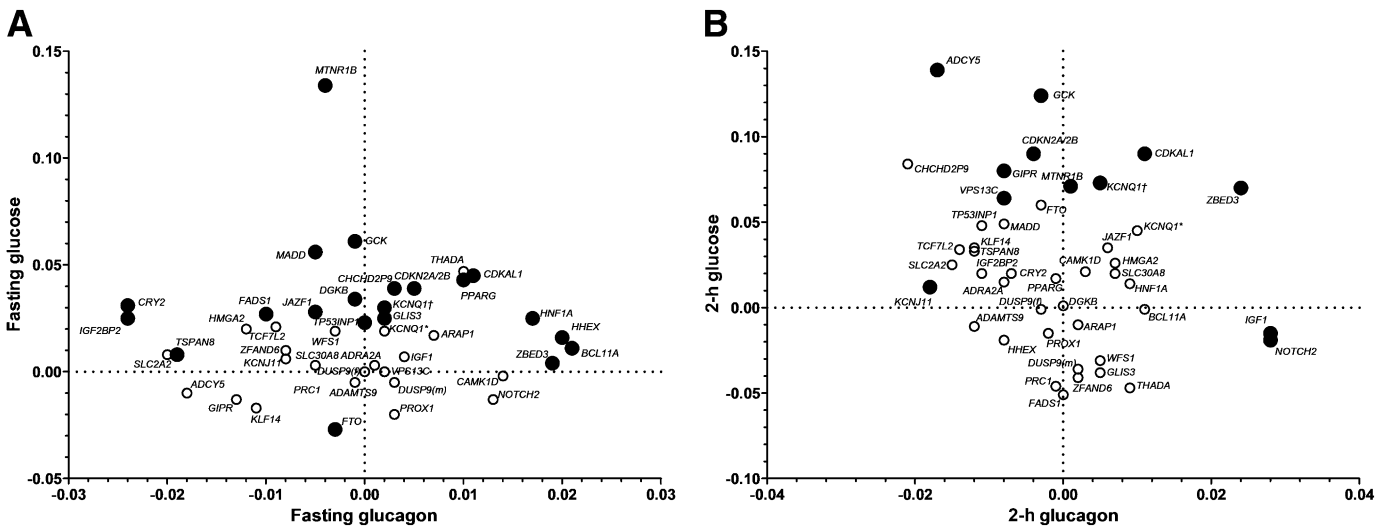 A
B
0.15
MTNR1B
0.10
Fasting glucose
GCK
MADD
THADA
0.05
CHCHD2P9
CDKN2A/2B
CDKAL1
DGKB
PPARG
CRY2
FADS1
JAZF1
KCNQ1†
HNF1A
GLIS3
HMGA2
TP53INP1
IGF2BP2
KCNQ1*
HHEX
TCF7L2
WFS1
ARAP1
TSPAN8
ZFAND6
SLC30A8
ADRA2A
IGF1
ZBED3
BCL11A
SLC2A2
KCNJ11
0.00
DUSP9(f)
VPS13C
ADCY5
PRC1
ADAMTS9
DUSP9(m)
CAMK1D
NOTCH2
GIPR
KLF14
PROX1
FTO
-0.05
-0.03
-0.02
-0.01
0.00
0.01
0.02
0.03
Fasting glucagon
0.15
ADCY5
GCK
0.10
CDKN2A/2B
CDKAL1
CHCHD2P9
GIPR
MTNR1B
KCNQ1†
VPS13C
ZBED3
2-h glucose
FTO
0.05
TP53INP1
MADD
KCNQ1*
TCF7L2
KLF14
TSPAN8
JAZF1
SLC2A2
IGF2BP2
CAMK1D
HMGA2
CRY2
SLC30A8
ADRA2A
PPARG
HNF1A
KCNJ11
DUSP9(f)
DGKB
0.00
BCL11A
ADAMTS9
ARAP1
IGF1
HHEX
PROX1
NOTCH2
DUSP9(m)
WFS1
GLIS3
PRC1
ZFAND6
THADA
-0.05
FADS1
-0.10
-0.04
-0.02
0.00
0.02
0.04
2-h glucagon